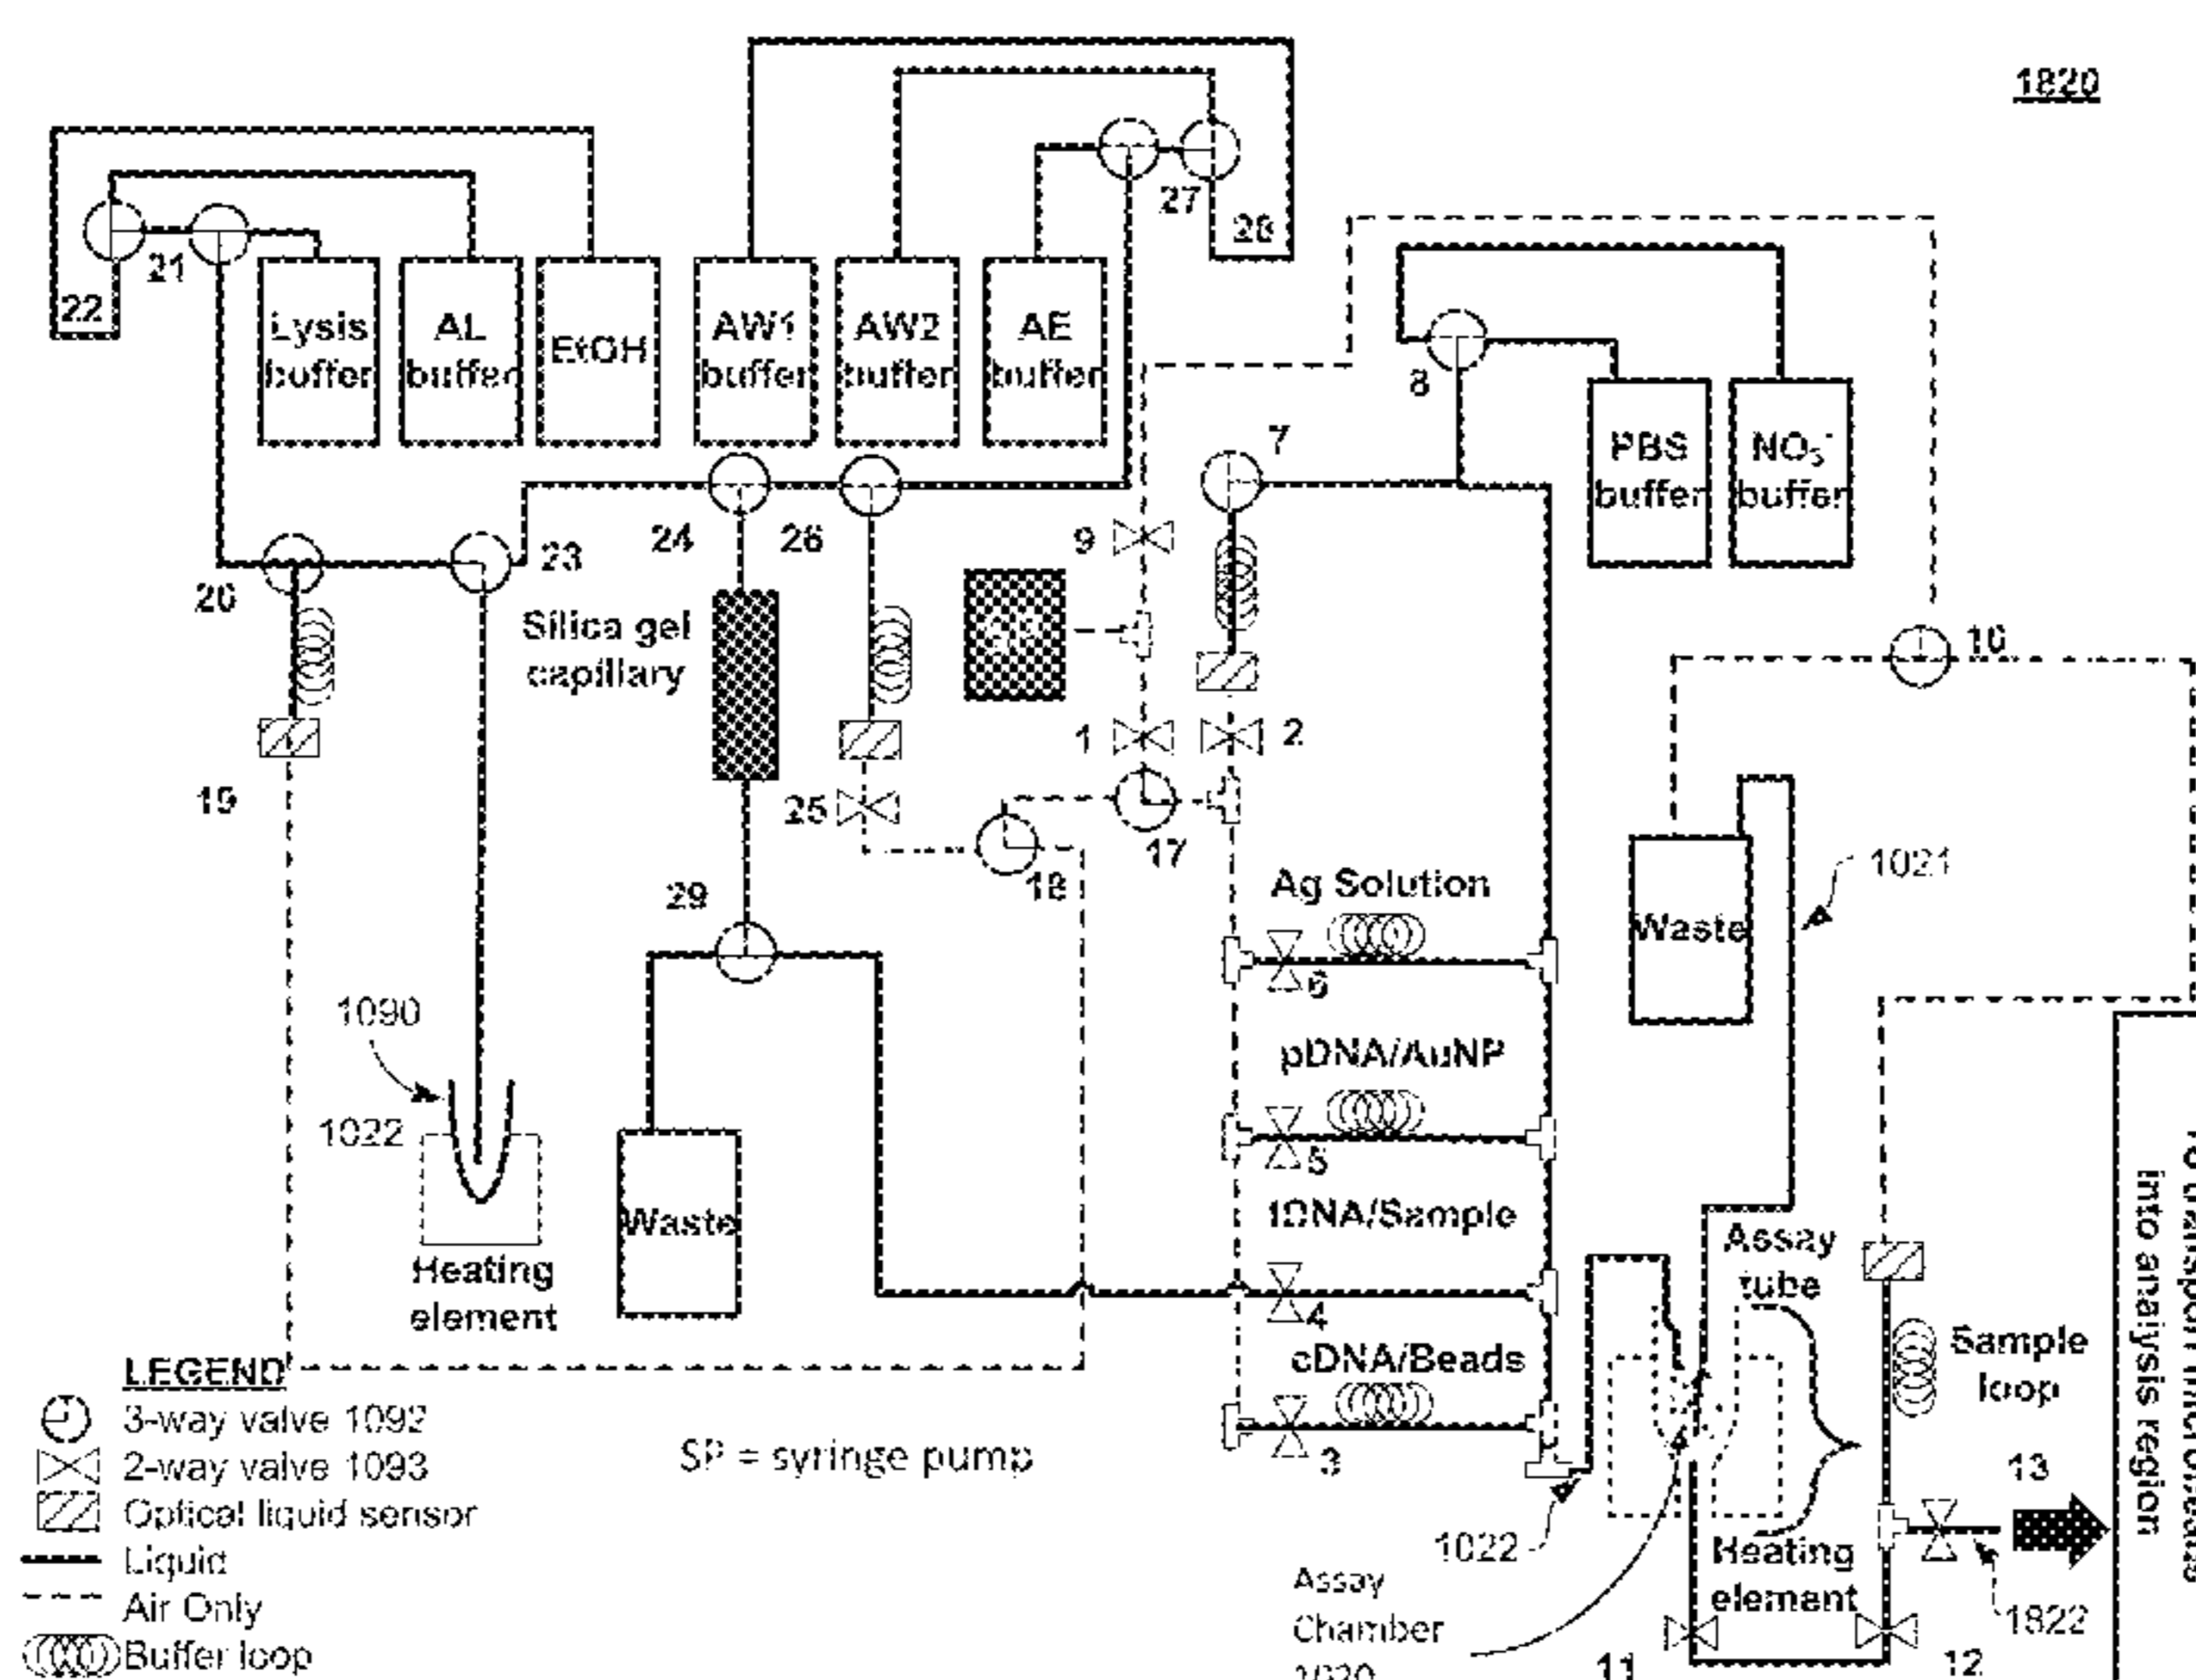 1820
27
28
21
22
Lysis
buffer
AL
buffer
EtOH
AW1
buffer
AW2
buffer
AE
buffer
8
PBS
buffer
NO3-
buffer
7
24
26
9
23
20
Silica gel
capillary
10
1
2
19
25
17
18
1021
29
Ag Solution
Waste
6
1090
pDNA/AuNP
1022
5
Waste
tDNA/Sample
Assay
tube
Heating
element
4
cDNA/Beads
Sample
loop
3
13
into analysis region
1022
Heating
element
Assay
Chamber
1822
11
12
LEGEND
3-way valve 1092
2-way valve 1093
Optical liquid sensor
Liquid
Air Only
Buffer loop
SP = syringe pump